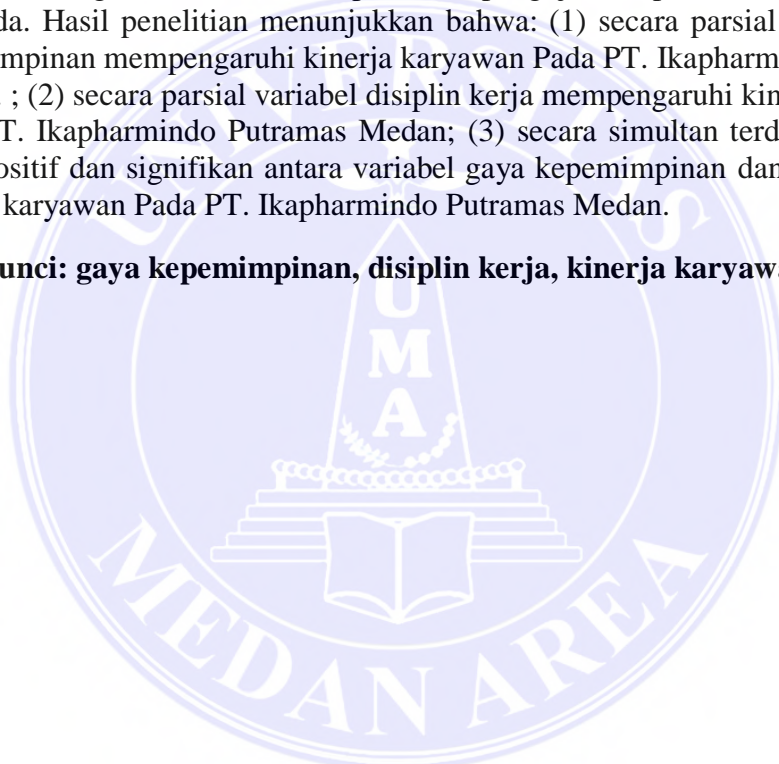 da. Hasil penelitian menunjukkan bahwa: (1) secara parsial
mpinan mempengaruhi kinerja karyawan Pada PT. Ikapharm
; (2) secara parsial variabel disiplin kerja mempengaruhi kin
T. Ikapharmindo Putramas Medan; (3) secara simultan terd
ositif dan signifikan antara variabel gaya kepemimpinan dan
karyawan Pada PT. Ikapharmindo Putramas Medan.
unci: gaya kepemimpinan, disiplin kerja, kinerja karyaw
UNIVERSITAS
UMA
MEDAN AREA